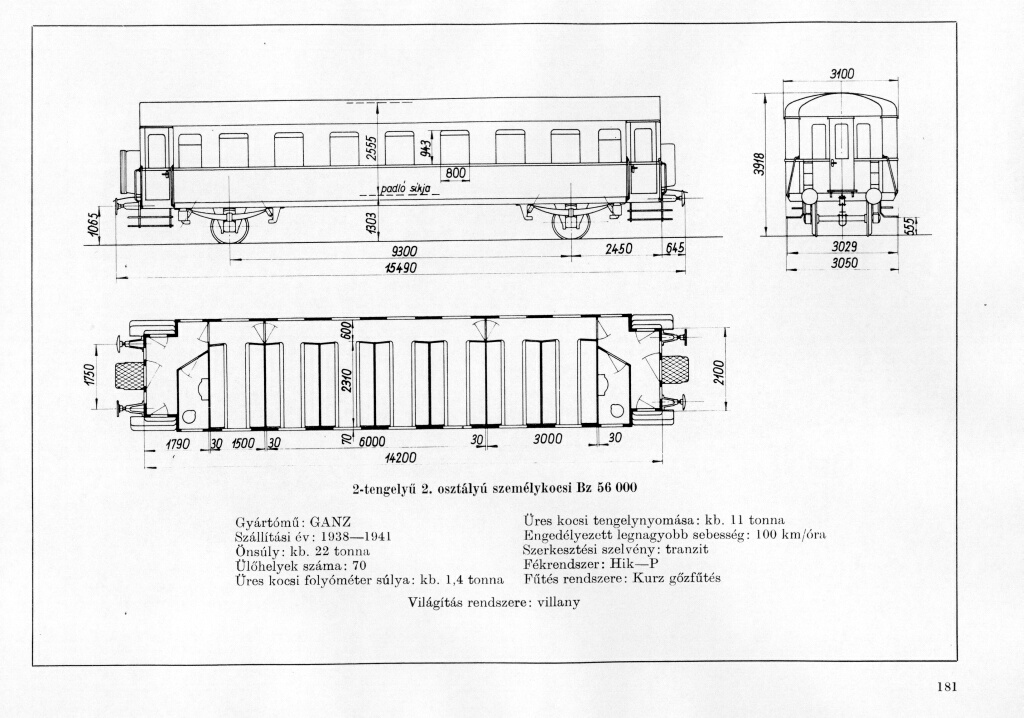 3100
2555
943
800
padló síkja
1065
1303
9300
2450
645
15490
3918
555
3029
3050
600
1750
2310
2100
1790
30
1500
30
70
6000
30
3000
30
14200
2-tengelyű 2. osztályú személykocsi Bz 56 000
Gyártómű: GANZ
Szállítási év: 1938—1941
Önsúly: kb. 22 tonna
Ülőhelyek száma: 70
Üres kocsi folyóméter súlya: kb. 1,4 tonna
Üres kocsi tengelynyomása: kb. 11 tonna
Engedélyezett legnagyobb sebesség: 100 km/óra
Szerkesztési szelvény: tranzit
Fékrendszer: Hik—P
Fűtés rendszere: Kurz gőzfűtés
Világítás rendszere: villany
181